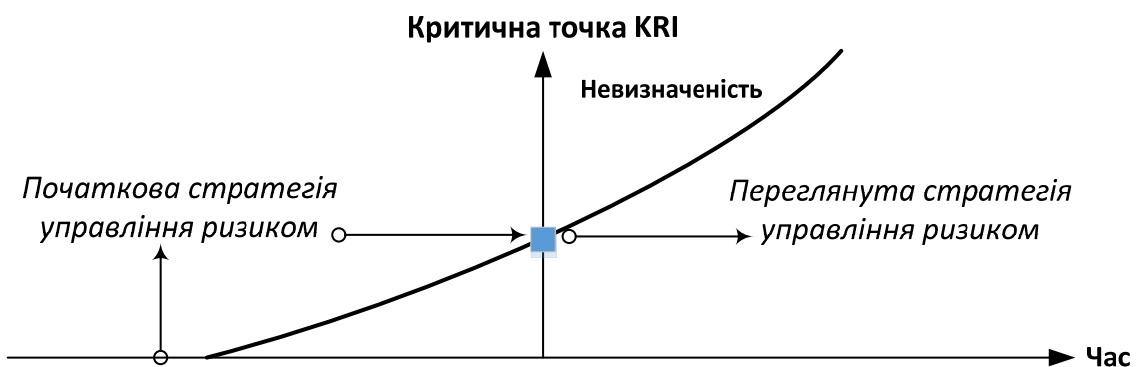 Критична точка KRI
Невизначеність
Початкова стратегія
управління ризиком
Переглянута стратегія
управління ризиком
Час